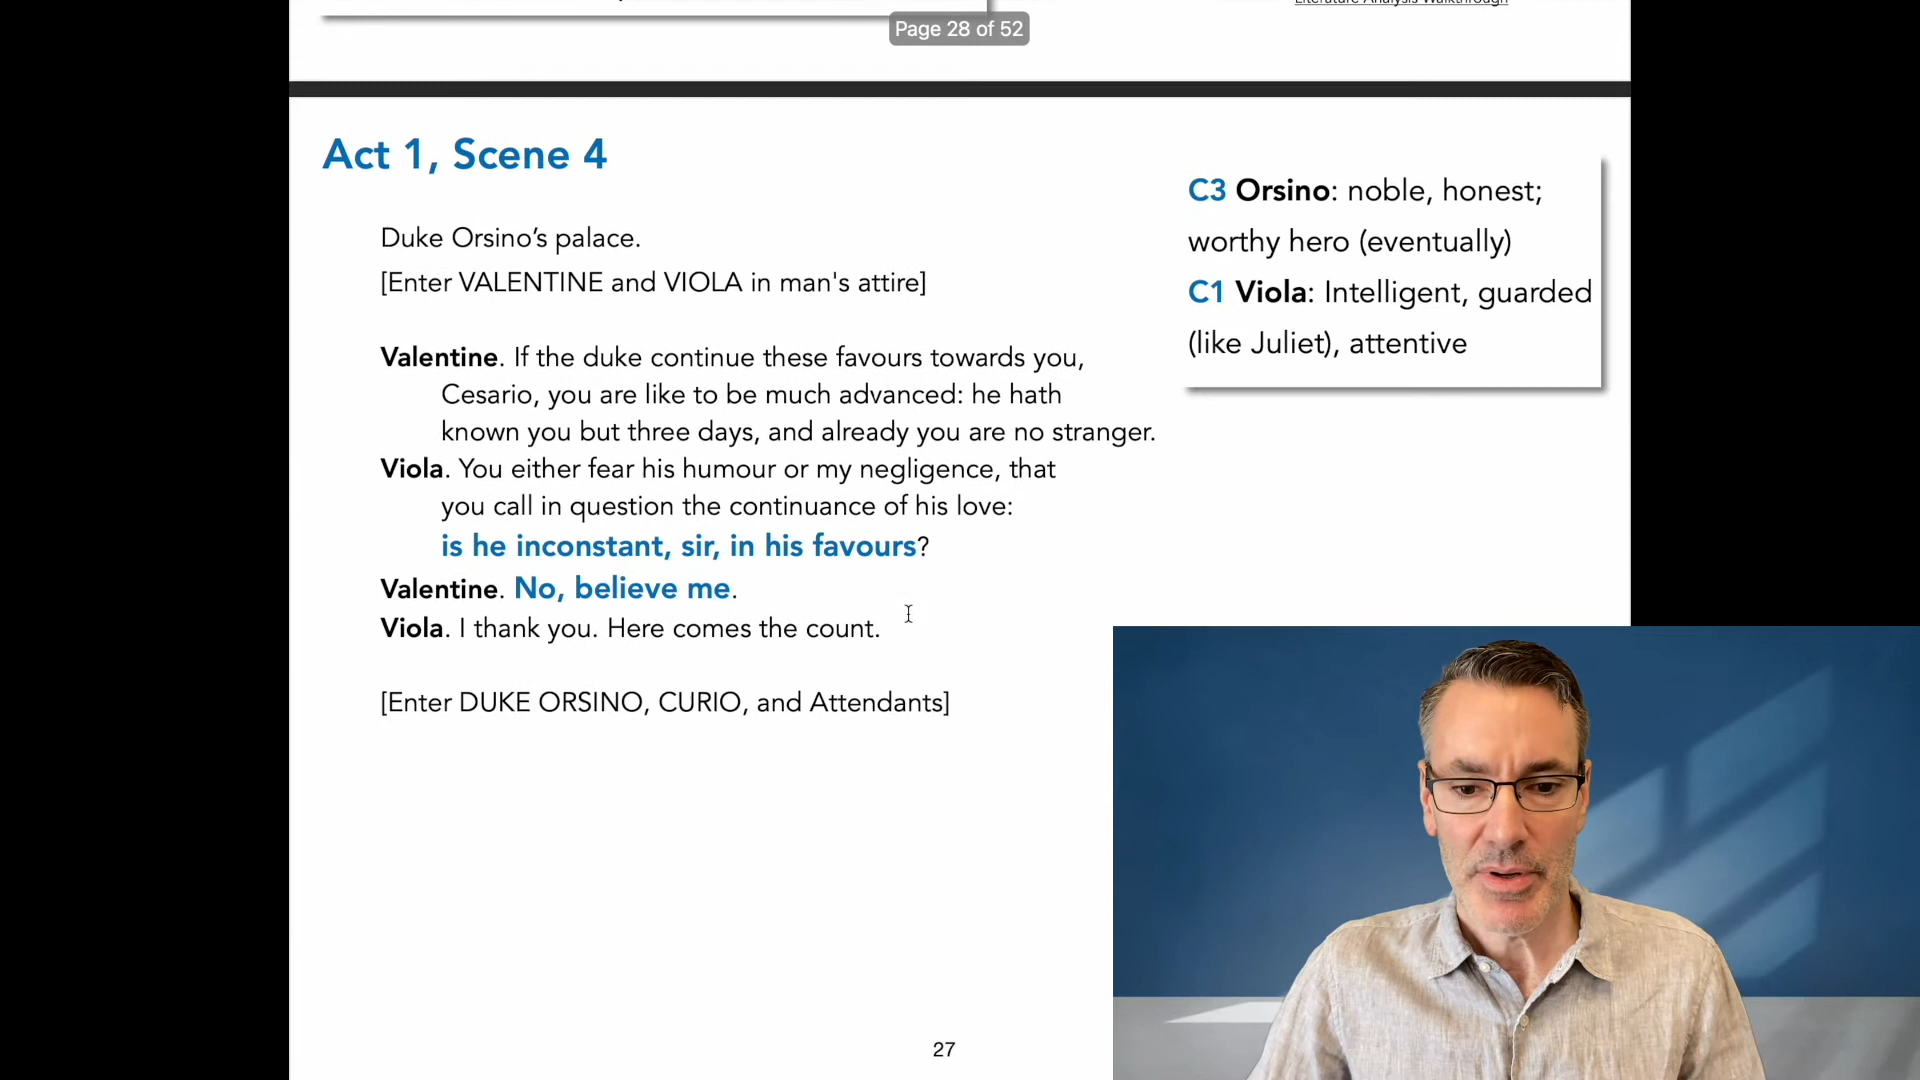 Literature Analysis Walkthrough
Page 28 of 52
Act 1, Scene 4
Duke Orsino’s palace.
[Enter VALENTINE and VIOLA in man's attire]
Valentine. If the duke continue these favours towards you,
Cesario, you are like to be much advanced: he hath
known you but three days, and already you are no stranger.
Viola. You either fear his humour or my negligence, that
you call in question the continuance of his love:
is he inconstant, sir, in his favours?
Valentine. No, believe me.
Viola. I thank you. Here comes the count.
[Enter DUKE ORSINO, CURIO, and Attendants]
27
C3 Orsino: noble, honest;
worthy hero (eventually)
C1 Viola: Intelligent, guarded
(like Juliet), attentive